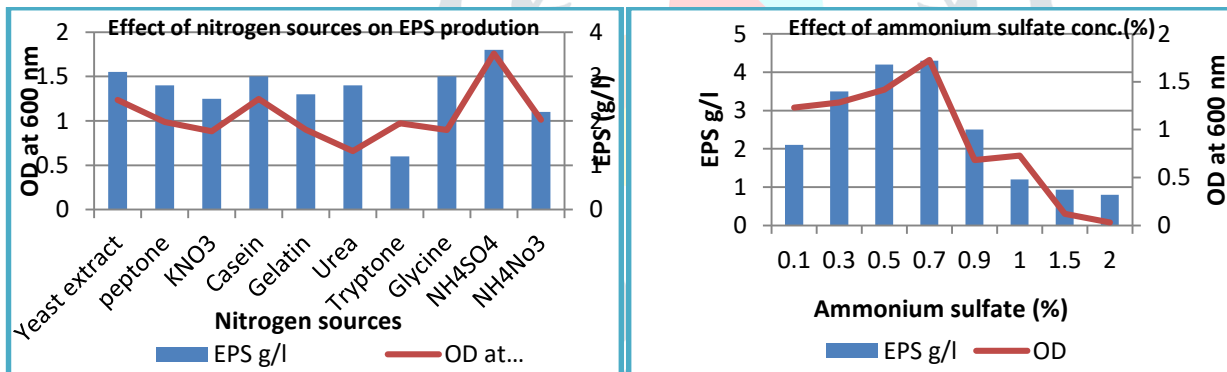 Effect of nitrogen sources on EPS prodution
OD at 600 nm
2
1.5
1
0.5
0
EPS (g/l)
4
3
2
1
0
Yeast extract
peptone
KNO3
Casein
Gelatin
Urea
Tryptone
Glycine
NH4SO4
NH4No3
Nitrogen sources
EPS g/l
OD at...
Effect of ammonium sulfate conc.(%)
EPS g/l
5
4
3
2
1
0
OD at 600 nm
2
1.5
1
0.5
0
0.1 0.3 0.5 0.7 0.9 1 1.5 2
Ammonium sulfate (%)
EPS g/l
OD